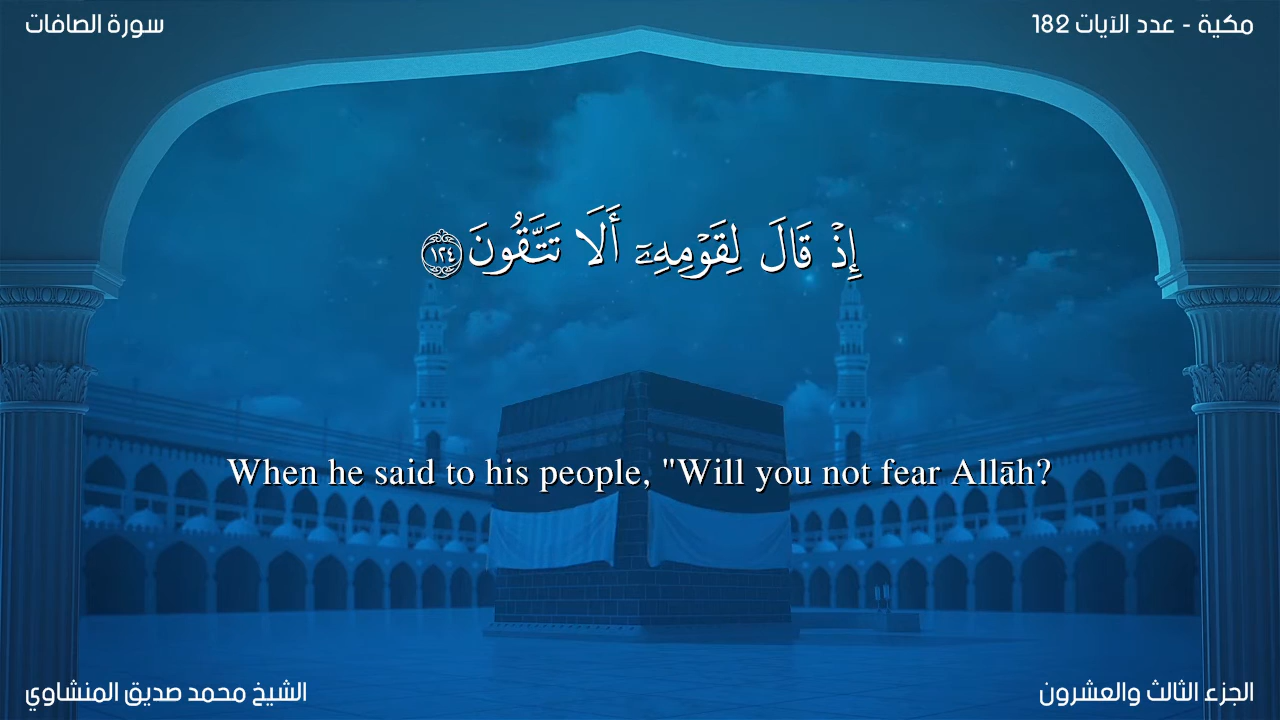 سورة الصافات
مكية - عدد الآيات 182
إِذْ قَالَ لِقَوْمِهِۦٓ أَلَا تَتَّقُونَ ١٢٤
When he said to his people, "Will you not fear Allāh?
الشيخ محمد صديق المنشاوي
الجزء الثالث والعشرون